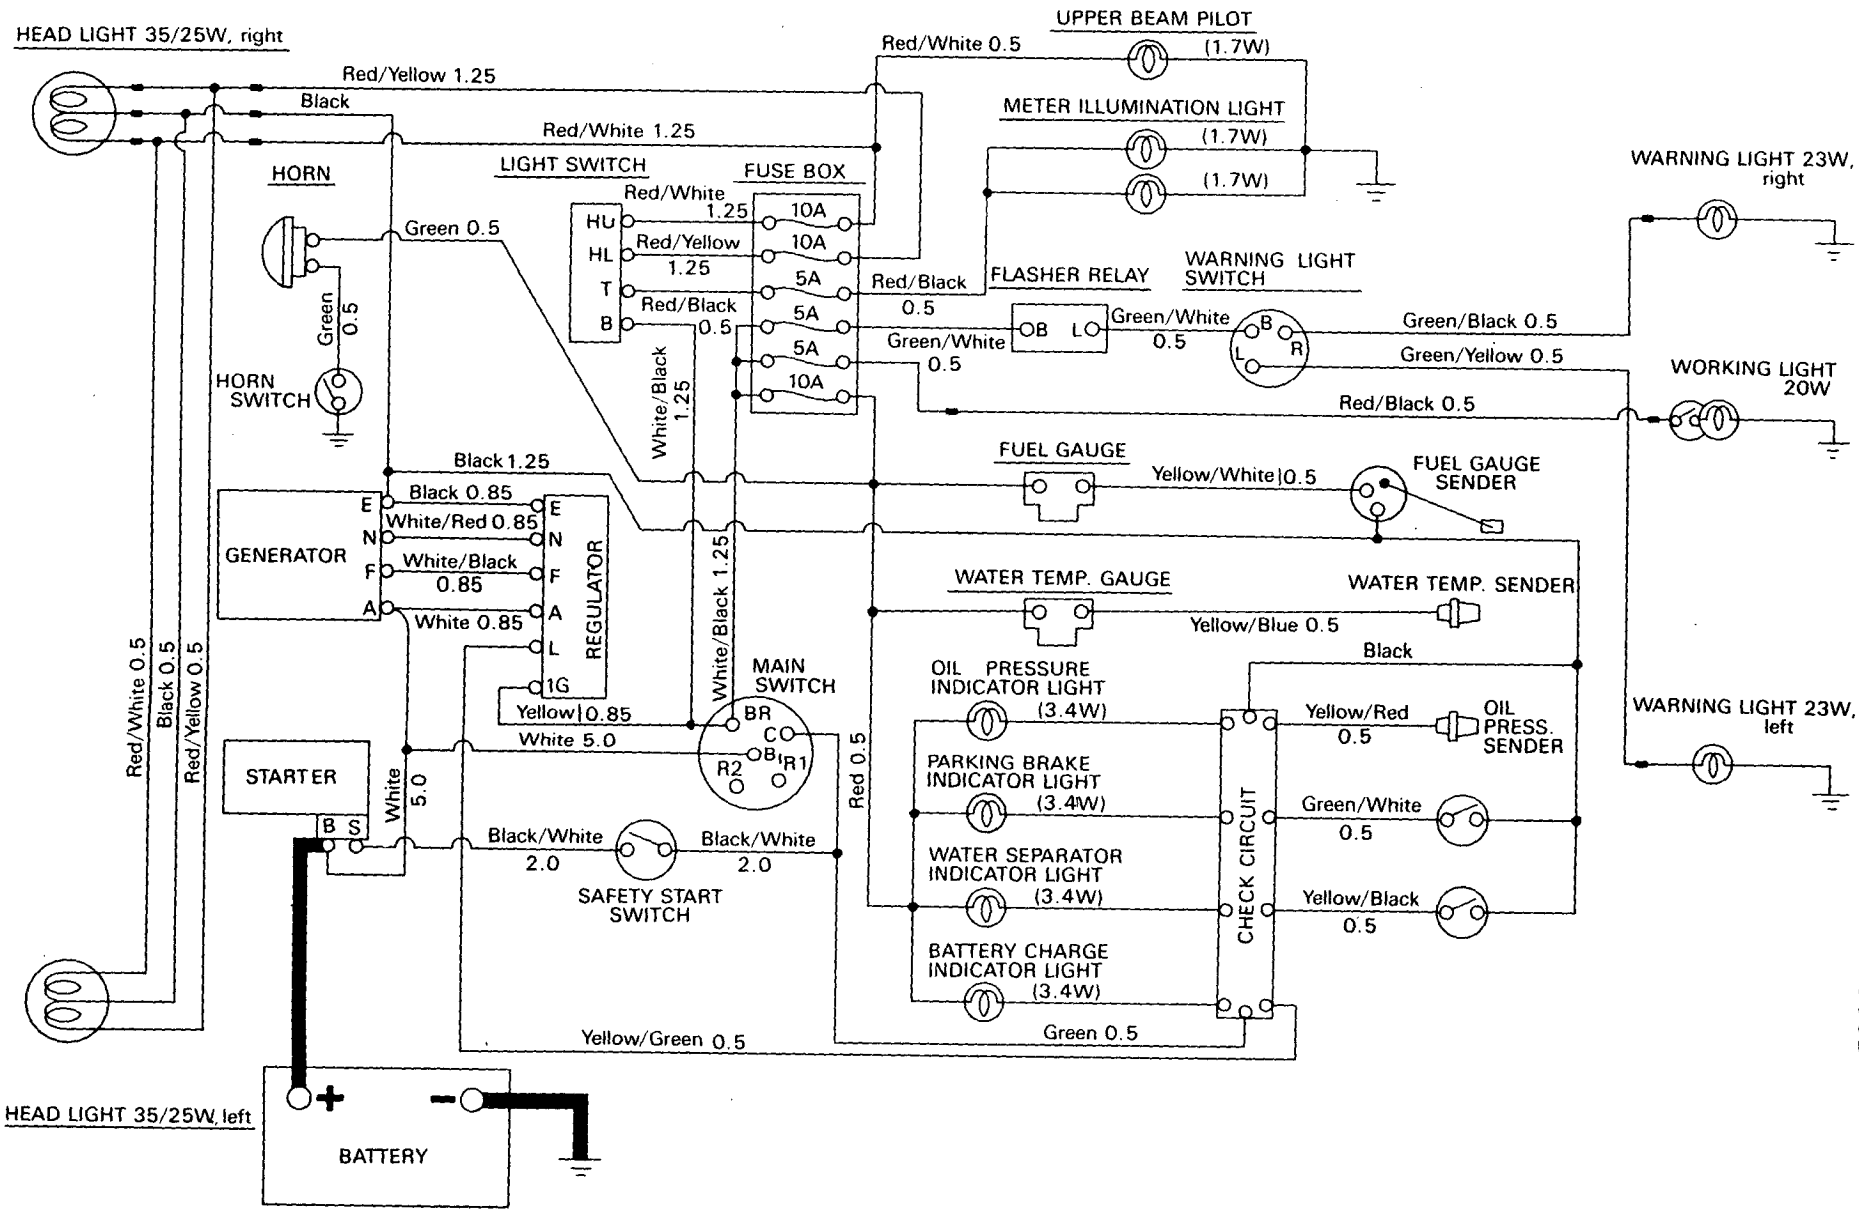 HEAD LIGHT 35/25W, right
UPPER BEAM PILOT
Red/White 0.5
(1.7W)
Red/Yellow 1.25
Black
Red/White 1.25
METER ILLUMINATION LIGHT
(1.7W)
(1.7W)
HORN
LIGHT SWITCH
FUSE BOX
WARNING LIGHT 23W,
right
Red/White
1.25
HU
10A
Green 0.5
Red/Yellow
1.25
HL
10A
T
5A
Red/Black
0.5
FLASHER RELAY
WARNING LIGHT
SWITCH
Red/Black
0.5
B
5A
Green/White
0.5
B
L
Green/White
0.5
B
R
L
Green/Black 0.5
Green/Yellow 0.5
Green
0.5
5A
10A
White/Black
1.25
HORN
SWITCH
WORKING LIGHT
20W
Red/Black 0.5
Black 1.25
FUEL GAUGE
Yellow/White 0.5
FUEL GAUGE
SENDER
GENERATOR
E
N
F
A
Black 0.85
White/Red 0.85
White/Black
0.85
White 0.85
E
N
F
A
L
1G
REGULATOR
White/Black 1.25
WATER TEMP. GAUGE
Yellow/Blue 0.5
WATER TEMP. SENDER
Red/White 0.5
Black 0.5
Red/Yellow 0.5
Yellow 0.85
MAIN
SWITCH
BR
C
B
R1
R2
White 5.0
OIL PRESSURE
INDICATOR LIGHT
(3.4W)
Black
Yellow/Red
0.5
OIL
PRESS.
SENDER
WARNING LIGHT 23W,
left
STARTER
B
S
White
5.0
Red 0.5
PARKING BRAKE
INDICATOR LIGHT
(3.4W)
Green/White
0.5
Black/White
2.0
Black/White
2.0
SAFETY START
SWITCH
WATER SEPARATOR
INDICATOR LIGHT
(3.4W)
CHECK CIRCUIT
Yellow/Black
0.5
BATTERY CHARGE
INDICATOR LIGHT
(3.4W)
Yellow/Green 0.5
Green 0.5
HEAD LIGHT 35/25W, left
+
−
BATTERY